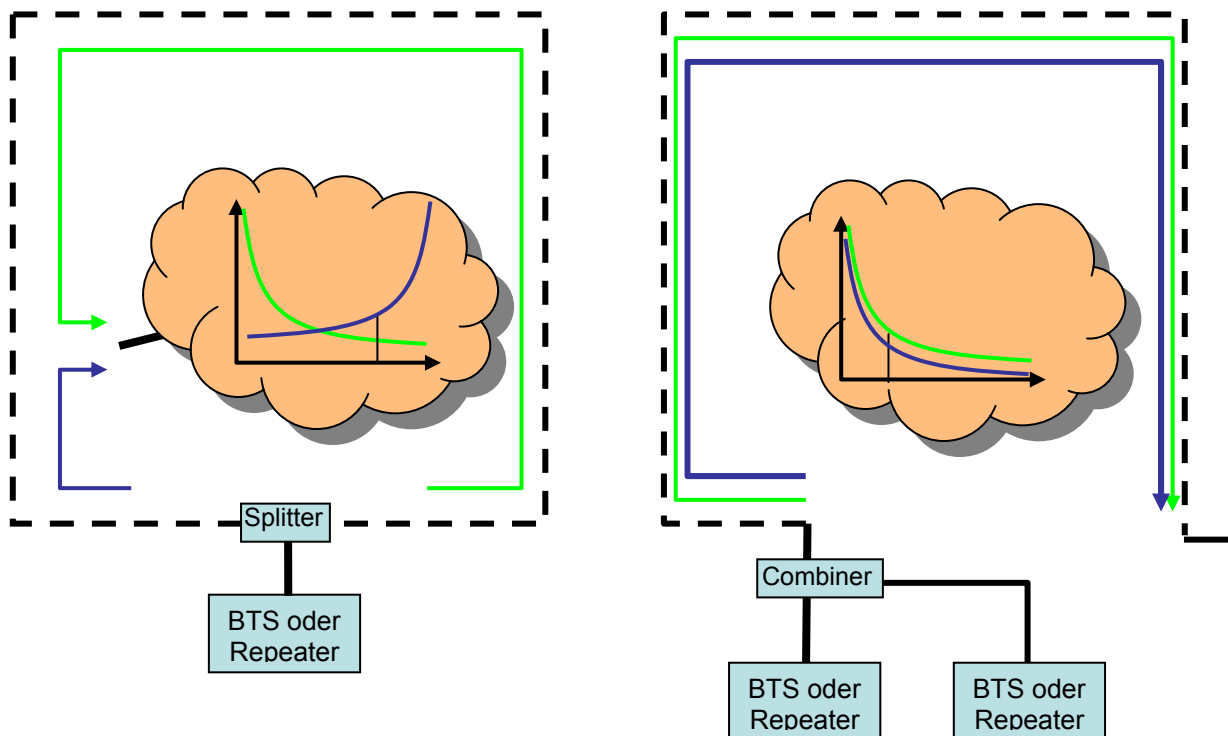 Splitter
BTS oder
Repeater
Combiner
BTS oder
Repeater
BTS oder
Repeater